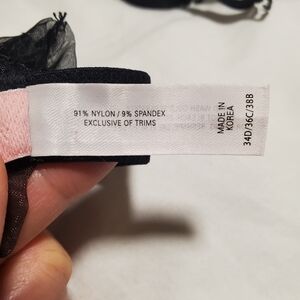 91% NYLON / 9% SPANDEX
EXCLUSIVE OF TRIMS
MADE IN
KOREA
34D/36C/38B